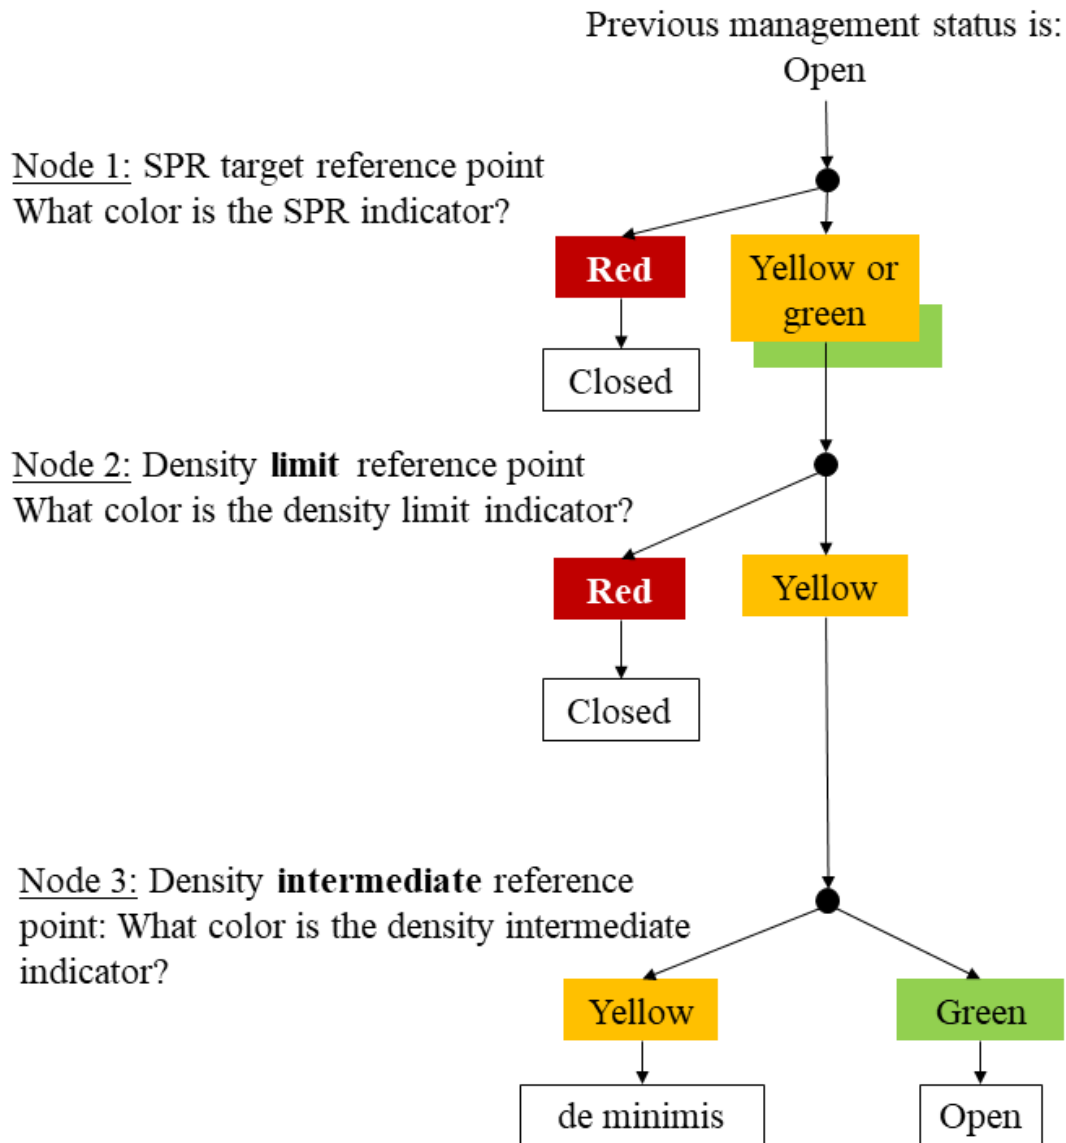 Previous management status is:
Open
Node 1: SPR target reference point
What color is the SPR indicator?
Red
Yellow or
green
Closed
Node 2: Density limit reference point
What color is the density limit indicator?
Red
Yellow
Closed
Node 3: Density intermediate reference
point: What color is the density intermediate
indicator?
Yellow
Green
de minimis
Open